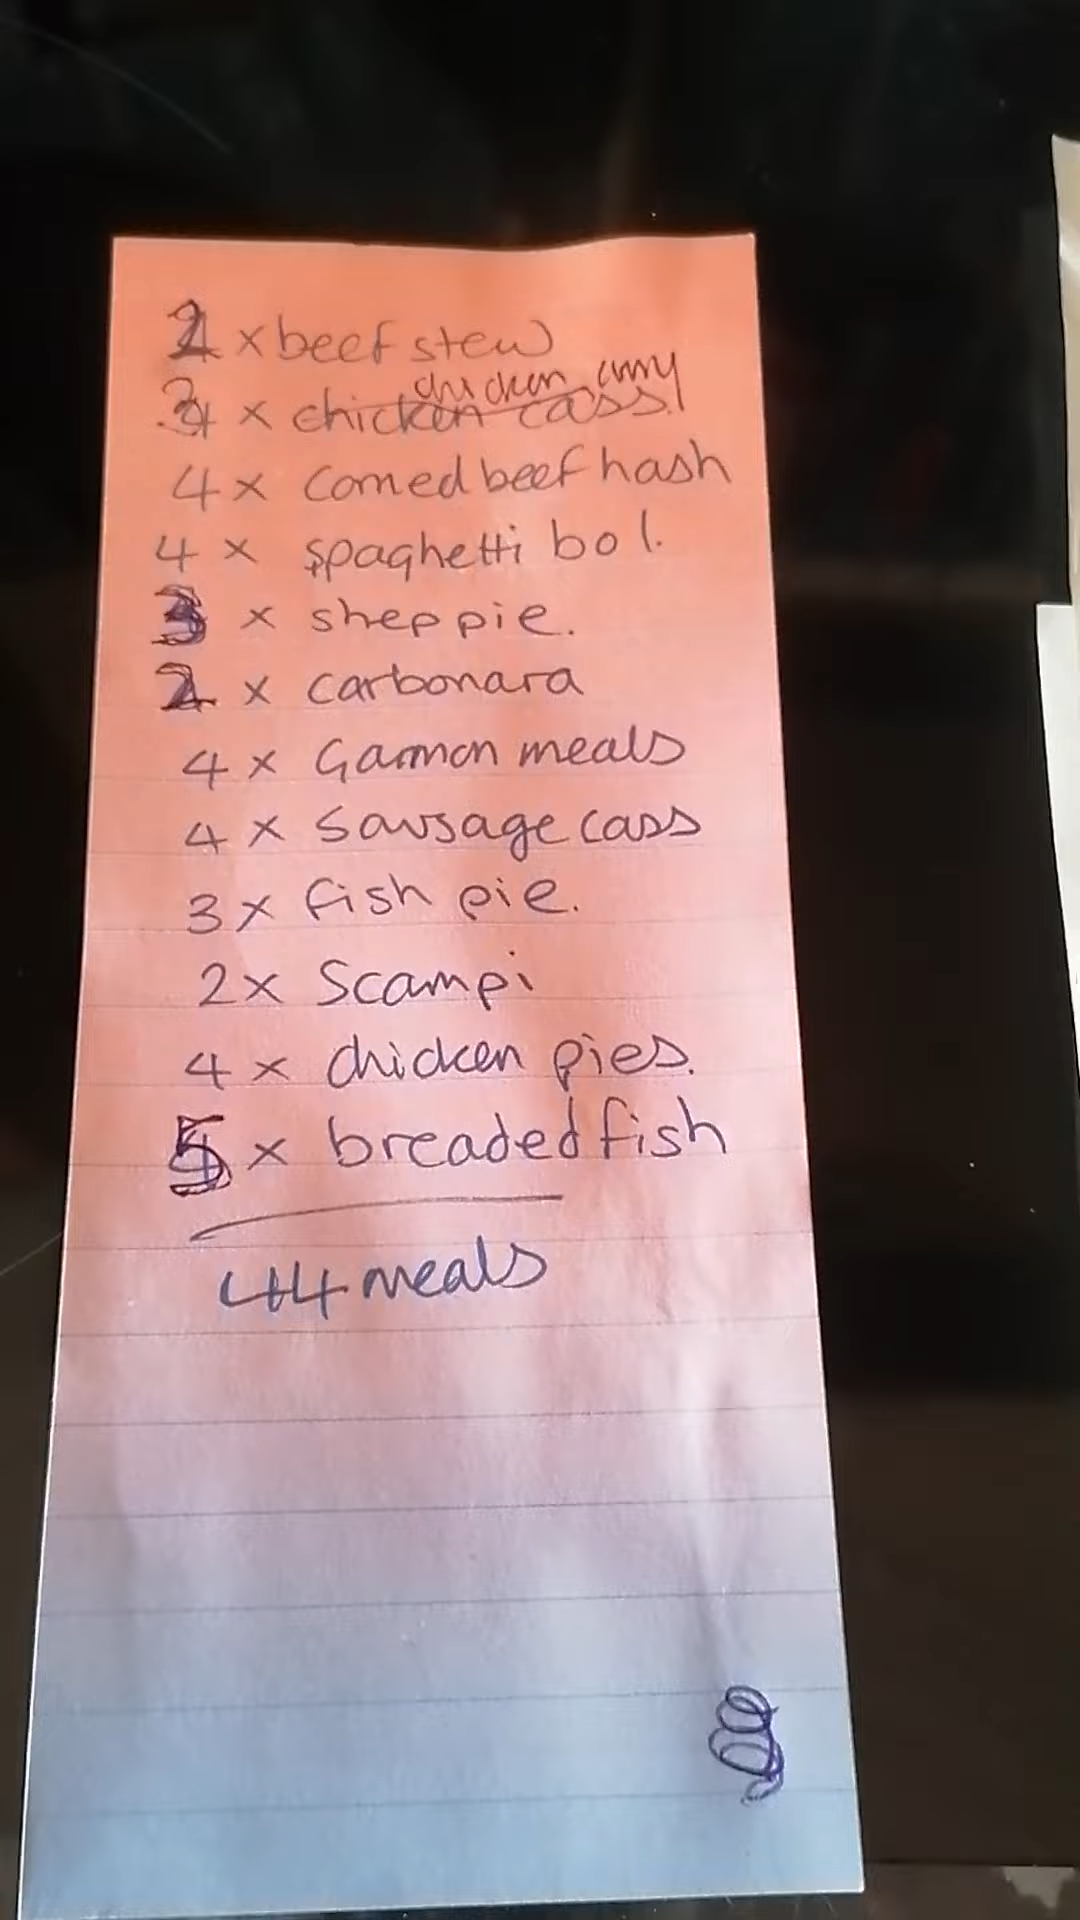 2 x beef stew
chicken curry
3 x chicken cass
4 x corned beef hash
4 x spaghetti bol.
3 x shep pie.
2 x carbonara
4 x Gammon meals
4 x Sausage cass
3 x fish pie.
2 x Scampi
4 x chicken pies.
5 x breaded fish
44 meals